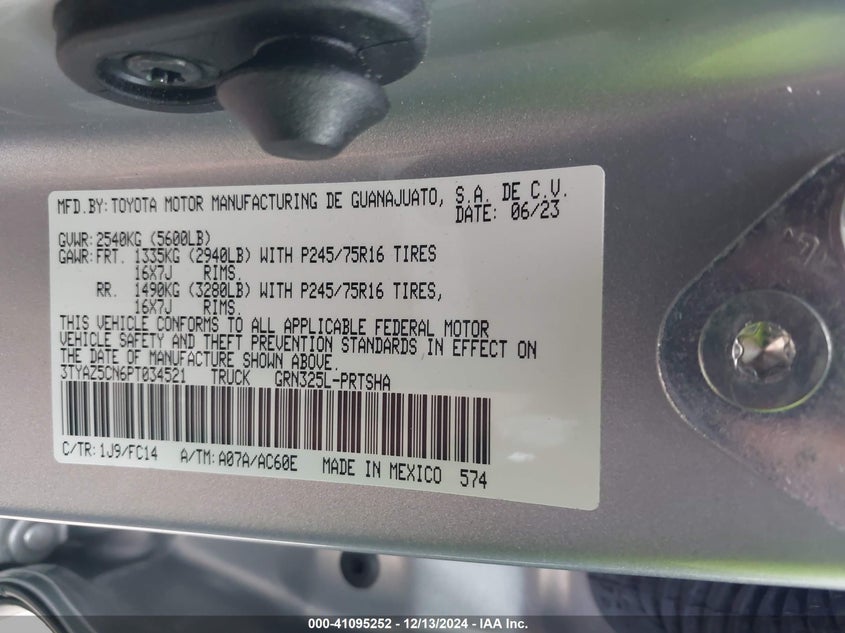 MFD.BY:TOYOTA MOTOR MANUFACTURING DE GUANAJUATO, S.A. DE C.V.
DATE: 06/23
GVWR:2540KG (5600LB)
GAWR:FRT. 1335KG (2940LB) WITH P245/75R16 TIRES
16X7J RIMS.
RR. 1490KG (3280LB) WITH P245/75R16 TIRES,
16X7J RIMS.
THIS VEHICLE CONFORMS TO ALL APPLICABLE FEDERAL MOTOR
VEHICLE SAFETY AND THEFT PREVENTION STANDARDS IN EFFECT ON
THE DATE OF MANUFACTURE SHOWN ABOVE.
3TYAZ5CN6PT034521 TRUCK GRN325L-PRTSHA
C/TR:1J9/FC14 A/TM:A07A/AC60E MADE IN MEXICO 574
000-41095252 - 12/13/2024 - IAA Inc.